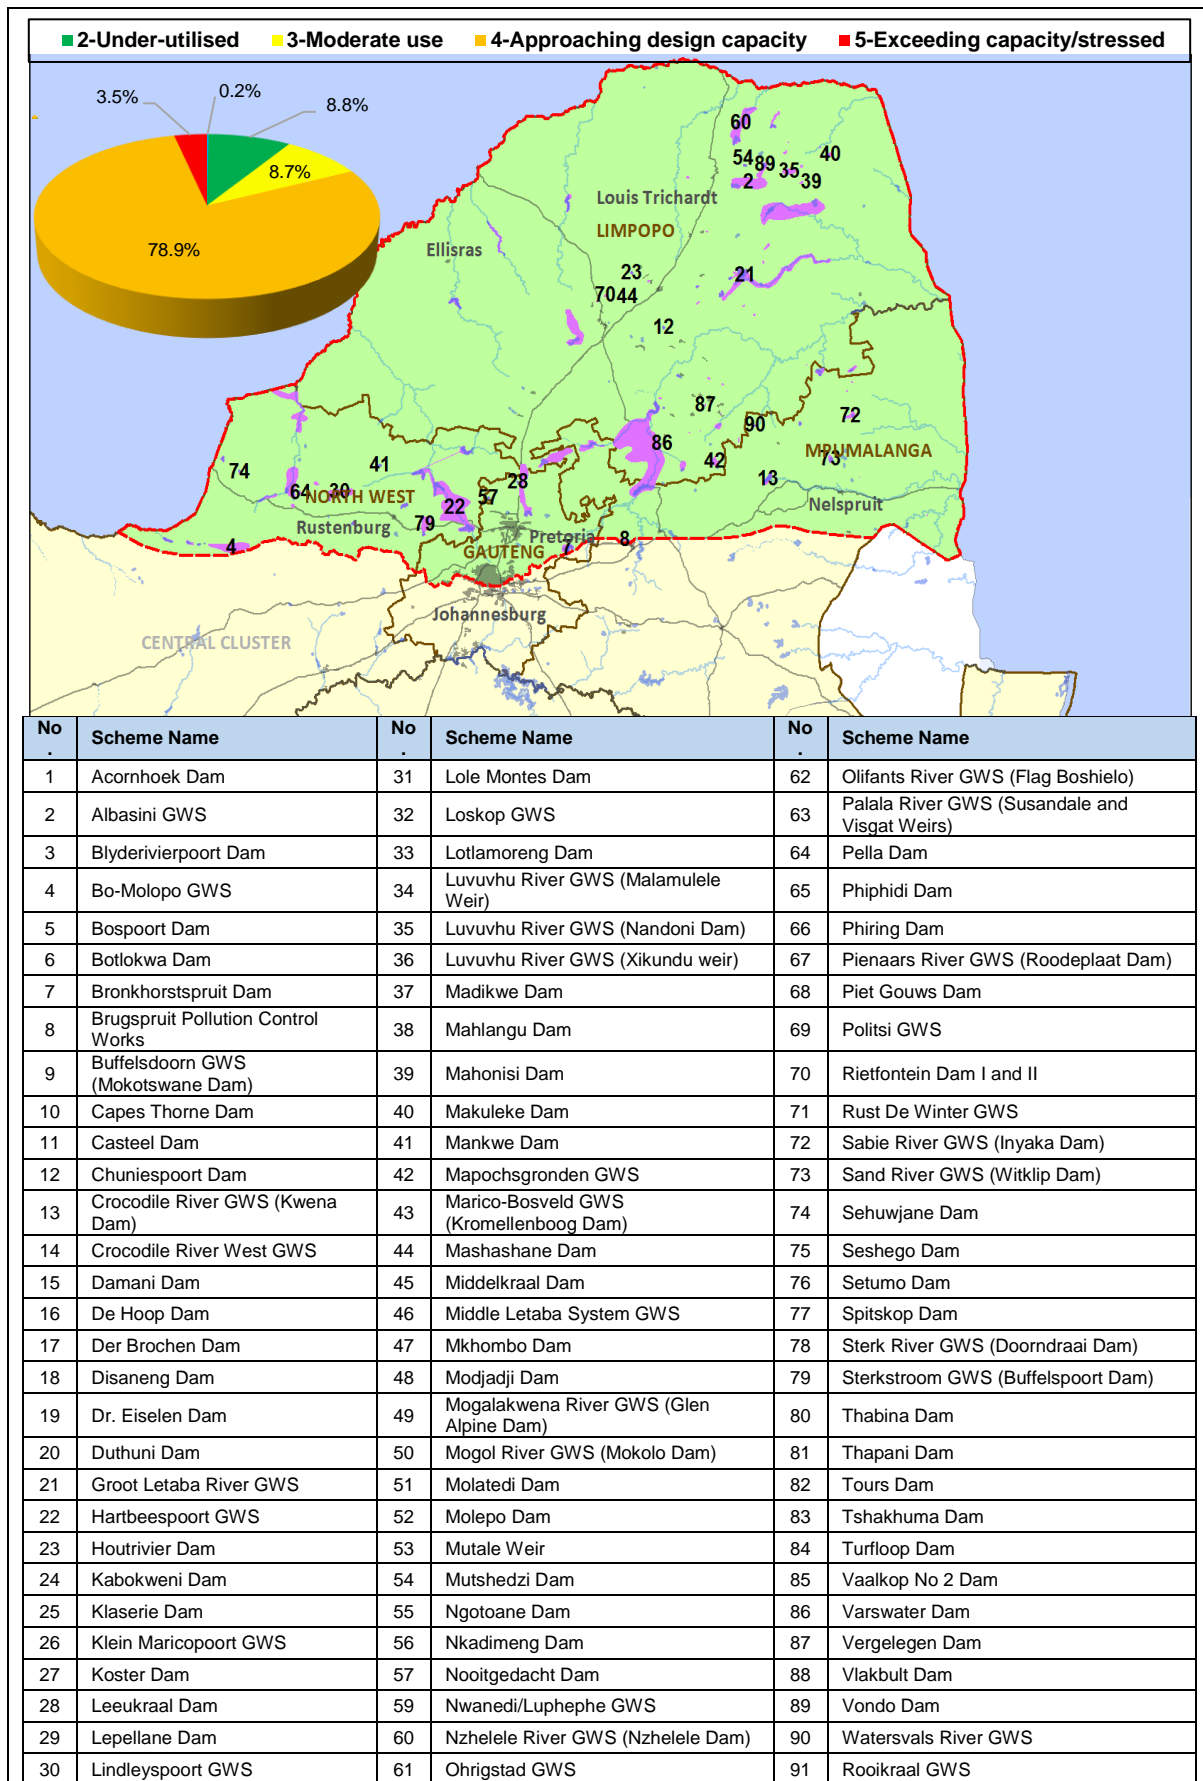 2-Under-utilised 3-Moderate use 4-Approaching design capacity 5-Exceeding capacity/stressed
3.5% 0.2% 8.8%
8.7%
78.9%
60
54 89 35 40
2 39
Louis Trichardt
LIMPOPO
Ellisras
23 21
70 44
12
87
90 72
86
MPUMALANGA
42 73
13
74 41
28
64 30
NORTH WEST
57
22
Nelspruit
Rustenburg 79
Pretoria
4 7 8
GAUTENG
Johannesburg
CENTRAL CLUSTER
No. Scheme Name No. Scheme Name No. Scheme Name
1 Acornhoek Dam 31 Lole Montes Dam 62 Olifants River GWS (Flag Boshielo)
2 Albasini GWS 32 Loskop GWS 63 Palala River GWS (Susandale and
Visgat Weirs)
3 Blyderivierpoort Dam 33 Lotlamoreng Dam 64 Pella Dam
4 Bo-Molopo GWS 34 Luvuvhu River GWS (Malamulele
Weir) 65 Phiphidi Dam
5 Bospoort Dam 35 Luvuvhu River GWS (Nandoni Dam) 66 Phiring Dam
6 Botlokwa Dam 36 Luvuvhu River GWS (Xikundu weir) 67 Pienaars River GWS (Roodeplaat Dam)
7 Bronkhorstspruit Dam 37 Madikwe Dam 68 Piet Gouws Dam
8 Brugspruit Pollution Control
Works 38 Mahlangu Dam 69 Politsi GWS
9 Buffelsdoorn GWS
(Mokotswane Dam) 39 Mahonisi Dam 70 Rietfontein Dam I and II
10 Capes Thorne Dam 40 Makuleke Dam 71 Rust De Winter GWS
11 Casteel Dam 41 Mankwe Dam 72 Sabie River GWS (Inyaka Dam)
12 Chuniespoort Dam 42 Mapochsgronden GWS 73 Sand River GWS (Witklip Dam)
13 Crocodile River GWS (Kwena
Dam) 43 Marico-Bosveld GWS
(Kromellenboog Dam) 74 Sehuwjane Dam
14 Crocodile River West GWS 44 Mashashane Dam 75 Seshego Dam
15 Damani Dam 45 Middelkraal Dam 76 Setumo Dam
16 De Hoop Dam 46 Middle Letaba System GWS 77 Spitskop Dam
17 Der Brochen Dam 47 Mkhombo Dam 78 Sterk River GWS (Doorndraai Dam)
18 Disaneng Dam 48 Modjadji Dam 79 Sterkstroom GWS (Buffelspoort Dam)
19 Dr. Eiselen Dam 49 Mogalakwena River GWS (Glen
Alpine Dam) 80 Thabina Dam
20 Duthuni Dam 50 Mogol River GWS (Mokolo Dam) 81 Thapani Dam
21 Groot Letaba River GWS 51 Molatedi Dam 82 Tours Dam
22 Hartbeespoort GWS 52 Molepo Dam 83 Tshakhuma Dam
23 Houtrivier Dam 53 Mutale Weir 84 Turfloop Dam
24 Kabokweni Dam 54 Mutshedzi Dam 85 Vaalkop No 2 Dam
25 Klaserie Dam 55 Ngotoane Dam 86 Varswater Dam
26 Klein Maricopoort GWS 56 Nkadimeng Dam 87 Vergelegen Dam
27 Koster Dam 57 Nooitgedacht Dam 88 Vlakbult Dam
28 Leeukraal Dam 59 Nwanedi/Luphephe GWS 89 Vondo Dam
29 Lepellane Dam 60 Nzhelele River GWS (Nzhelele Dam) 90 Watersvals River GWS
30 Lindleyspoort GWS 61 Ohrigstad GWS 91 Rooikraal GWS